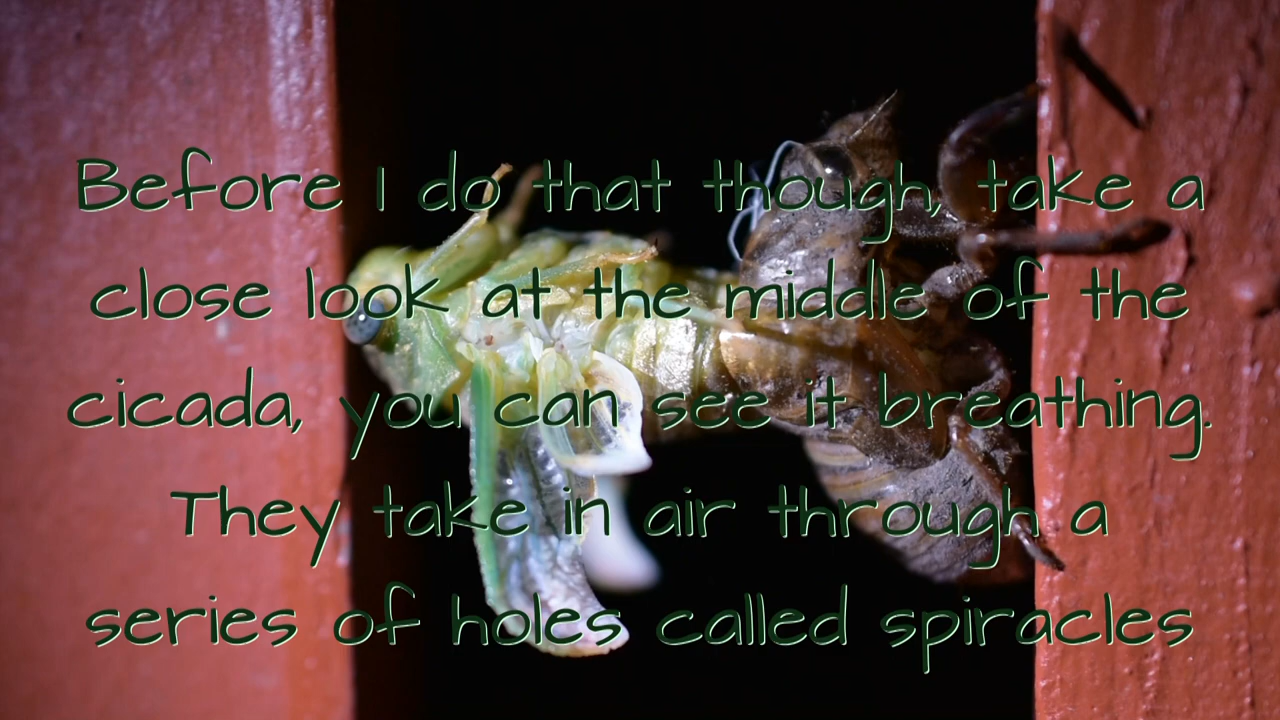 Before I do that though, take a
close look at the middle of the
cicada, you can see it breathing.
They take in air through a
series of holes called spiracles